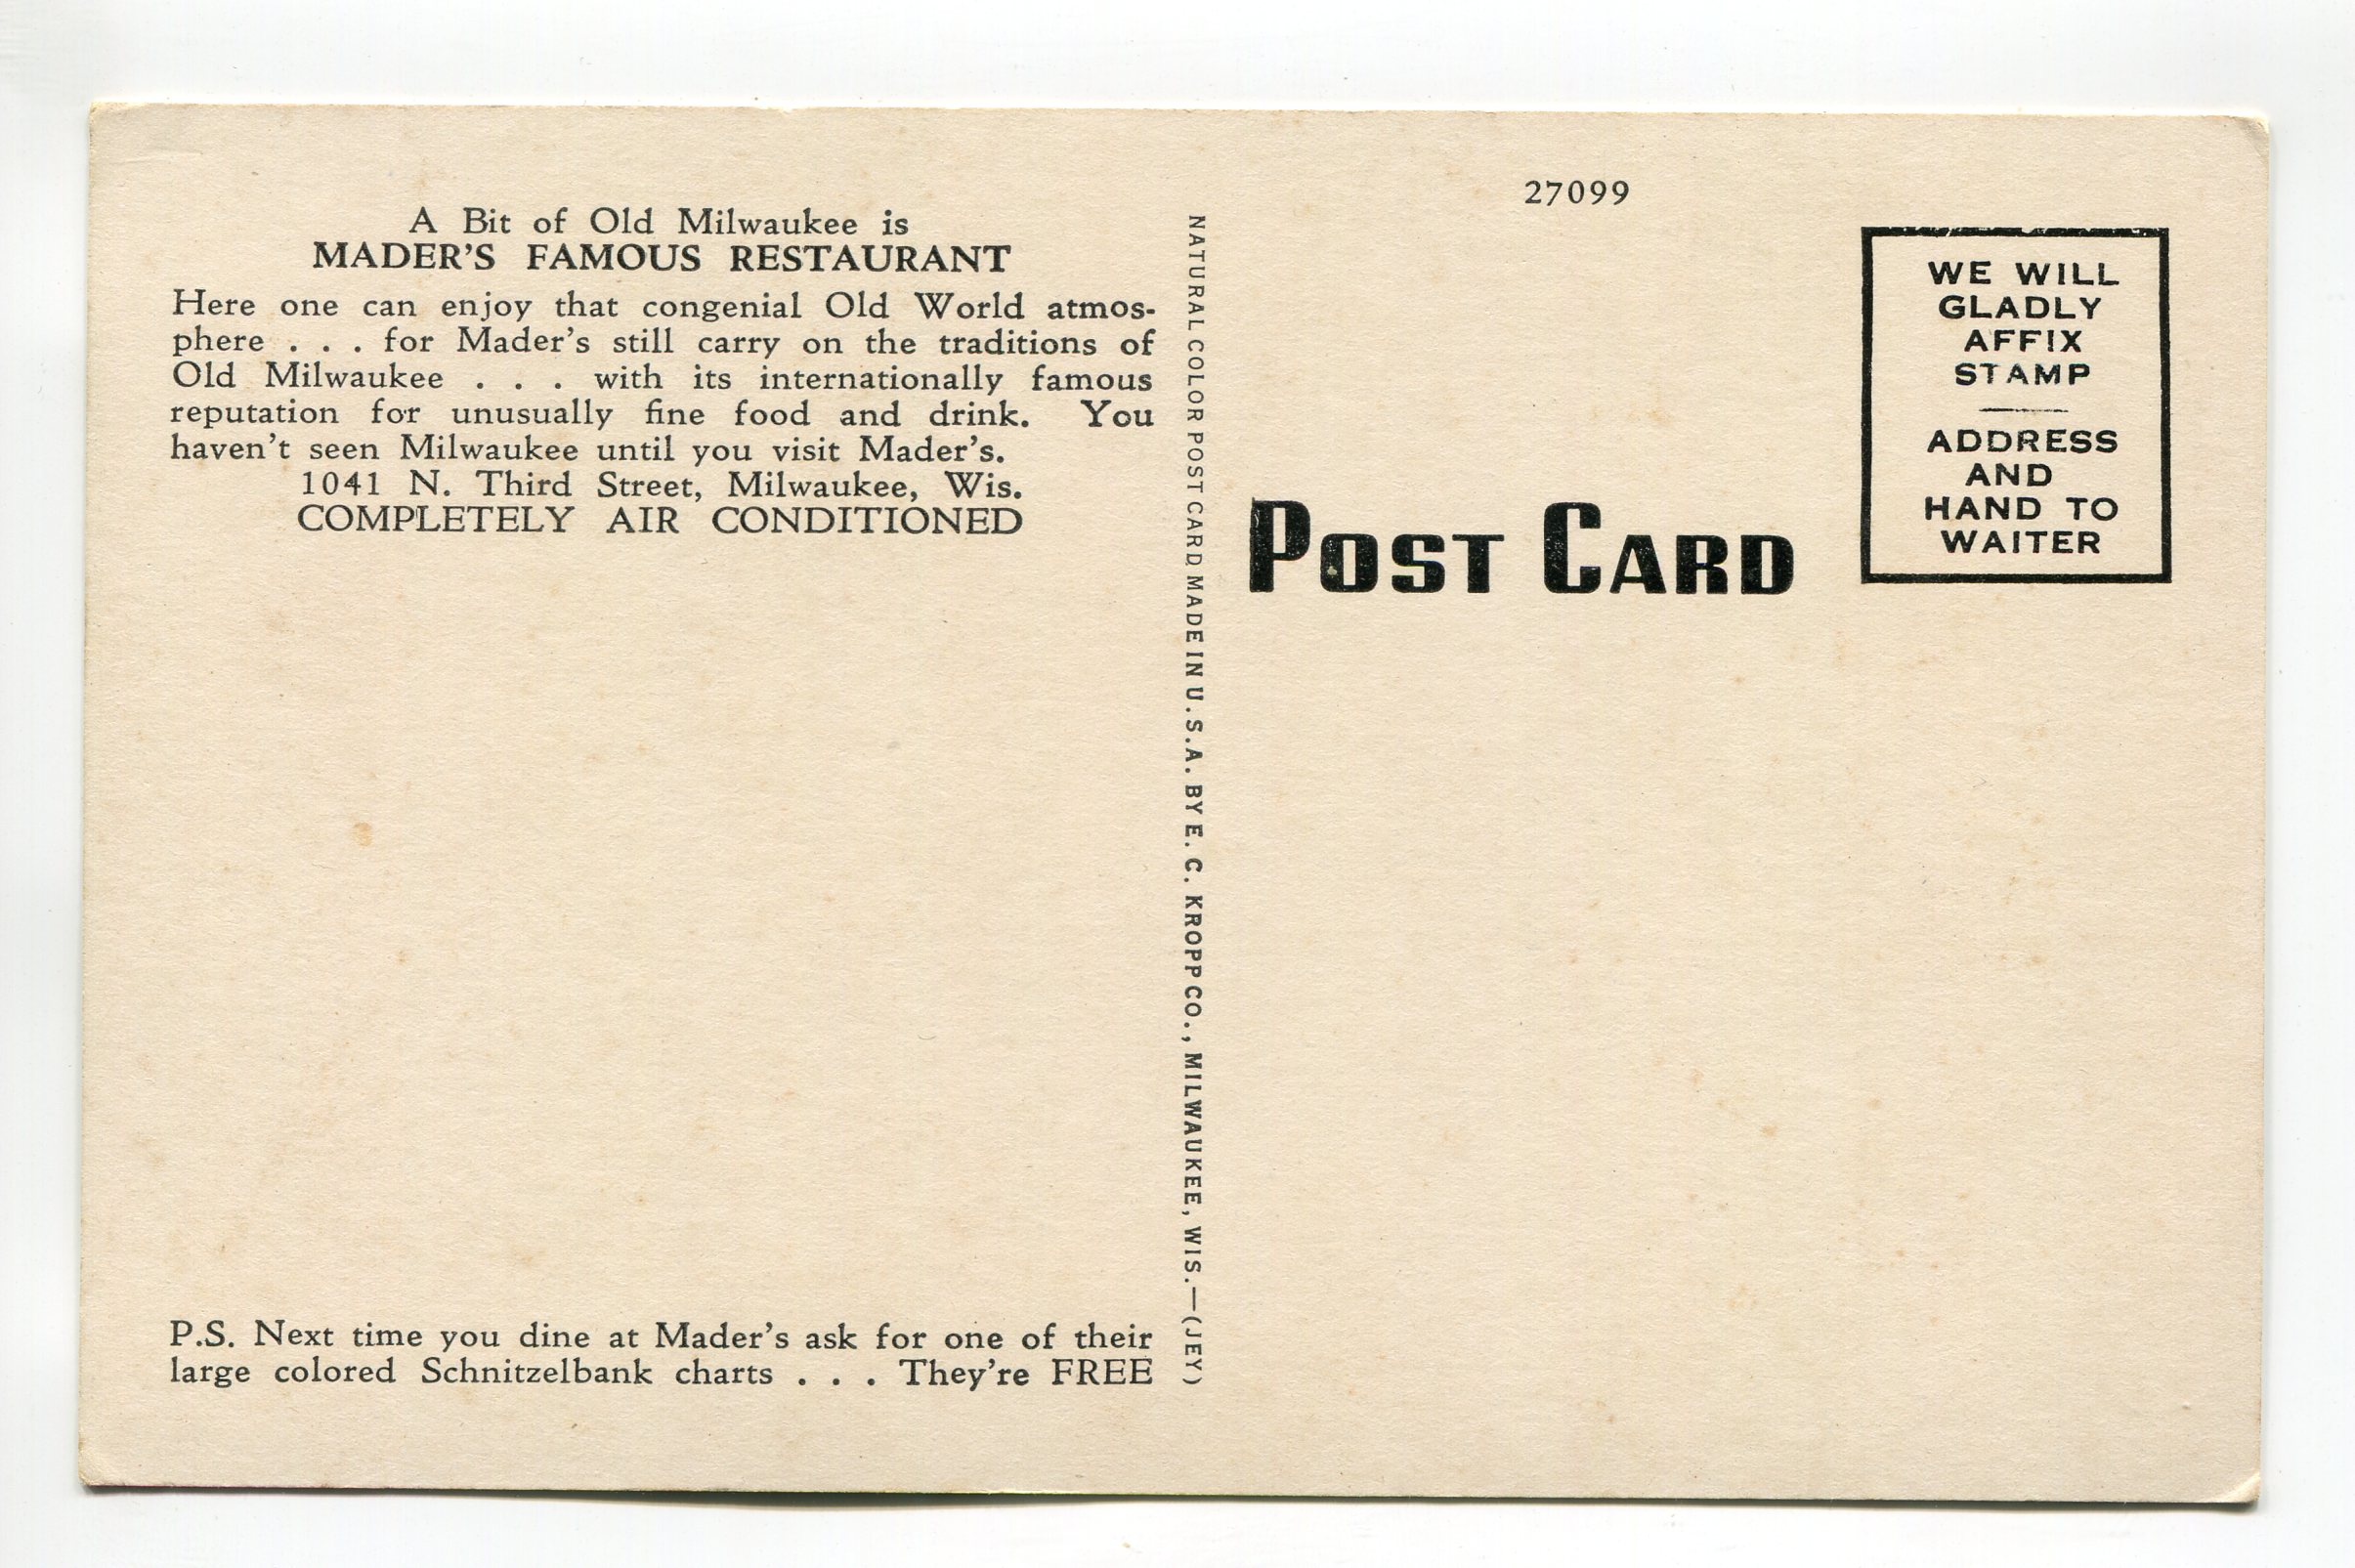 A Bit of Old Milwaukee is
MADER'S FAMOUS RESTAURANT
Here one can enjoy that congenial Old World atmos-
phere . . . for Mader's still carry on the traditions of
Old Milwaukee . . . with its internationally famous
reputation for unusually fine food and drink. You
haven't seen Milwaukee until you visit Mader's.
1041 N. Third Street, Milwaukee, Wis.
COMPLETELY AIR CONDITIONED
P.S. Next time you dine at Mader's ask for one of their
large colored Schnitzelbank charts . . . They're FREE
NATURAL COLOR POST CARD MADE IN U.S.A. BY E. C. KROPP CO., MILWAUKEE, WIS.—(JEY)
27099
POST CARD
WE WILL
GLADLY
AFFIX
STAMP
ADDRESS
AND
HAND TO
WAITER